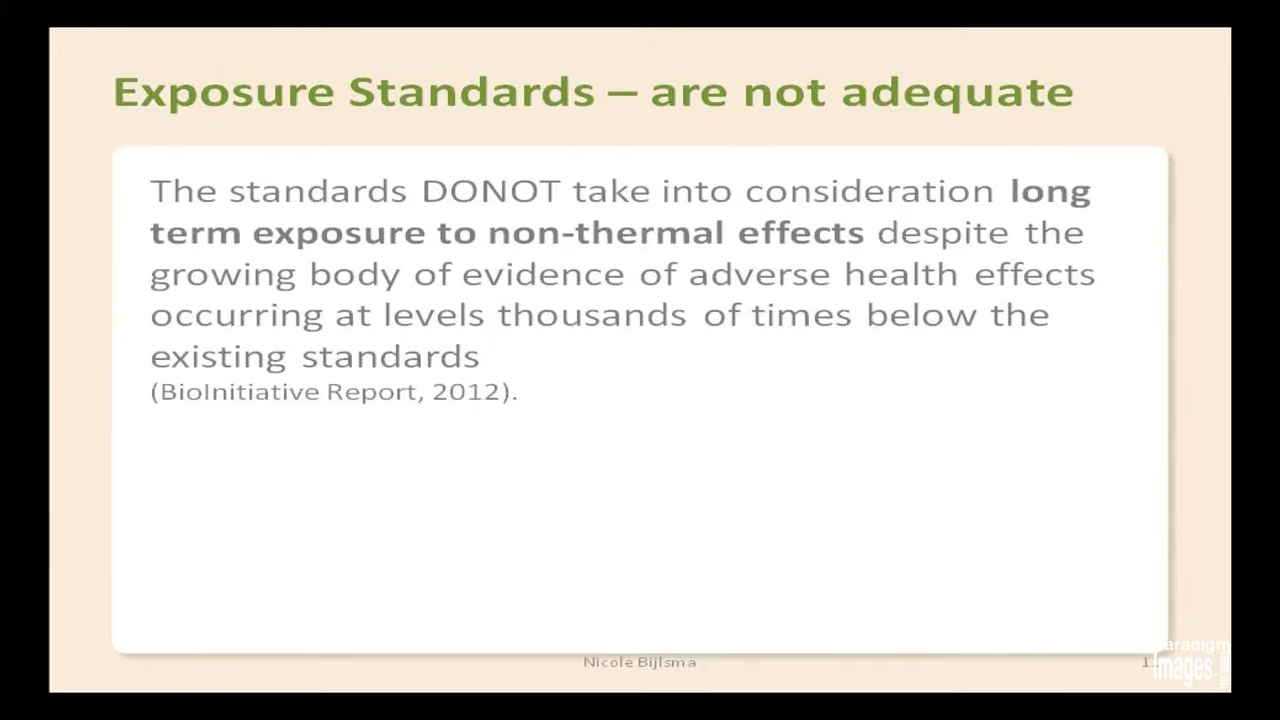 Exposure Standards – are not adequate
The standards DONOT take into consideration long
term exposure to non-thermal effects despite the
growing body of evidence of adverse health effects
occurring at levels thousands of times below the
existing standards
(BioInitiative Report, 2012).
Nicole Bijlsma
paradigm
images